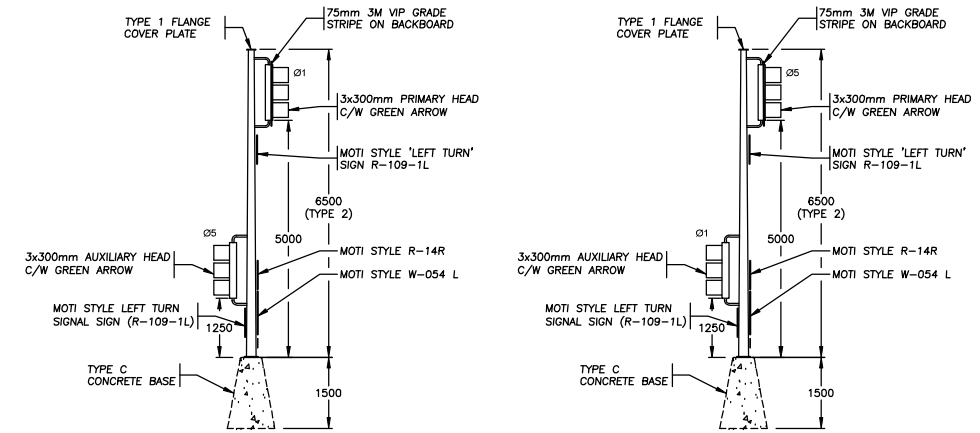 TYPE 1 FLANGE
COVER PLATE
75mm 3M VIP GRADE
STRIPE ON BACKBOARD
Ø1
3x300mm PRIMARY HEAD
C/W GREEN ARROW
MOTI STYLE 'LEFT TURN'
SIGN R-109-1L
6500
(TYPE 2)
5000
Ø5
3x300mm AUXILIARY HEAD
C/W GREEN ARROW
MOTI STYLE R-14R
MOTI STYLE W-054 L
MOTI STYLE LEFT TURN
SIGNAL SIGN (R-109-1L)
1250
TYPE C
CONCRETE BASE
1500
TYPE 1 FLANGE
COVER PLATE
75mm 3M VIP GRADE
STRIPE ON BACKBOARD
Ø5
3x300mm PRIMARY HEAD
C/W GREEN ARROW
MOTI STYLE 'LEFT TURN'
SIGN R-109-1L
6500
(TYPE 2)
5000
Ø1
3x300mm AUXILIARY HEAD
C/W GREEN ARROW
MOTI STYLE R-14R
MOTI STYLE W-054 L
MOTI STYLE LEFT TURN
SIGNAL SIGN (R-109-1L)
1250
TYPE C
CONCRETE BASE
1500